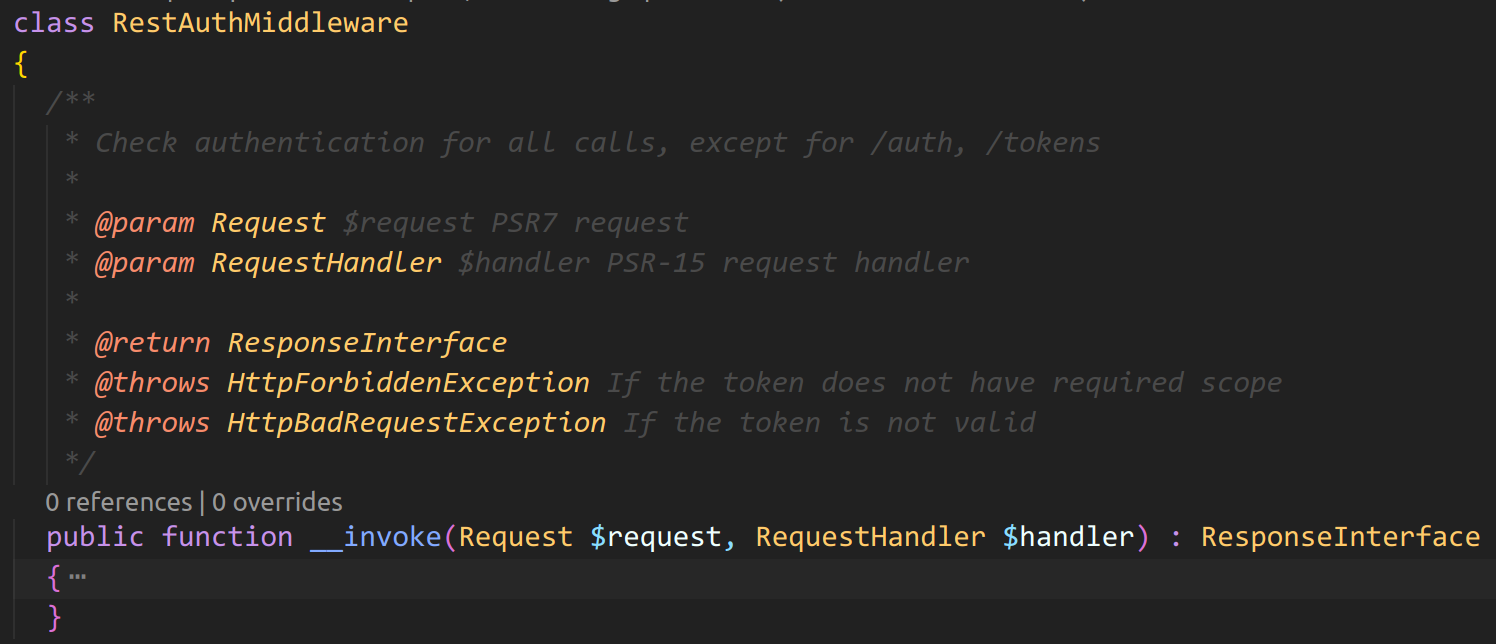 class RestAuthMiddleware
{
/**
* Check authentication for all calls, except for /auth, /tokens
*
* @param Request $request PSR7 request
* @param RequestHandler $handler PSR-15 request handler
*
* @return ResponseInterface
* @throws HttpForbiddenException If the token does not have required scope
* @throws HttpBadRequestException If the token is not valid
*/
0 references | 0 overrides
public function __invoke(Request $request, RequestHandler $handler) : ResponseInterface
{ ⋯
}